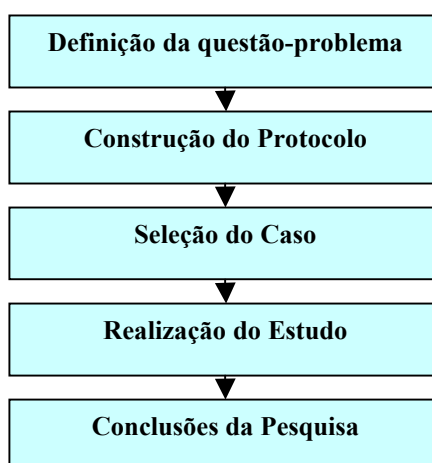 Definição da questão-problema
Construção do Protocolo
Seleção do Caso
Realização do Estudo
Conclusões da Pesquisa